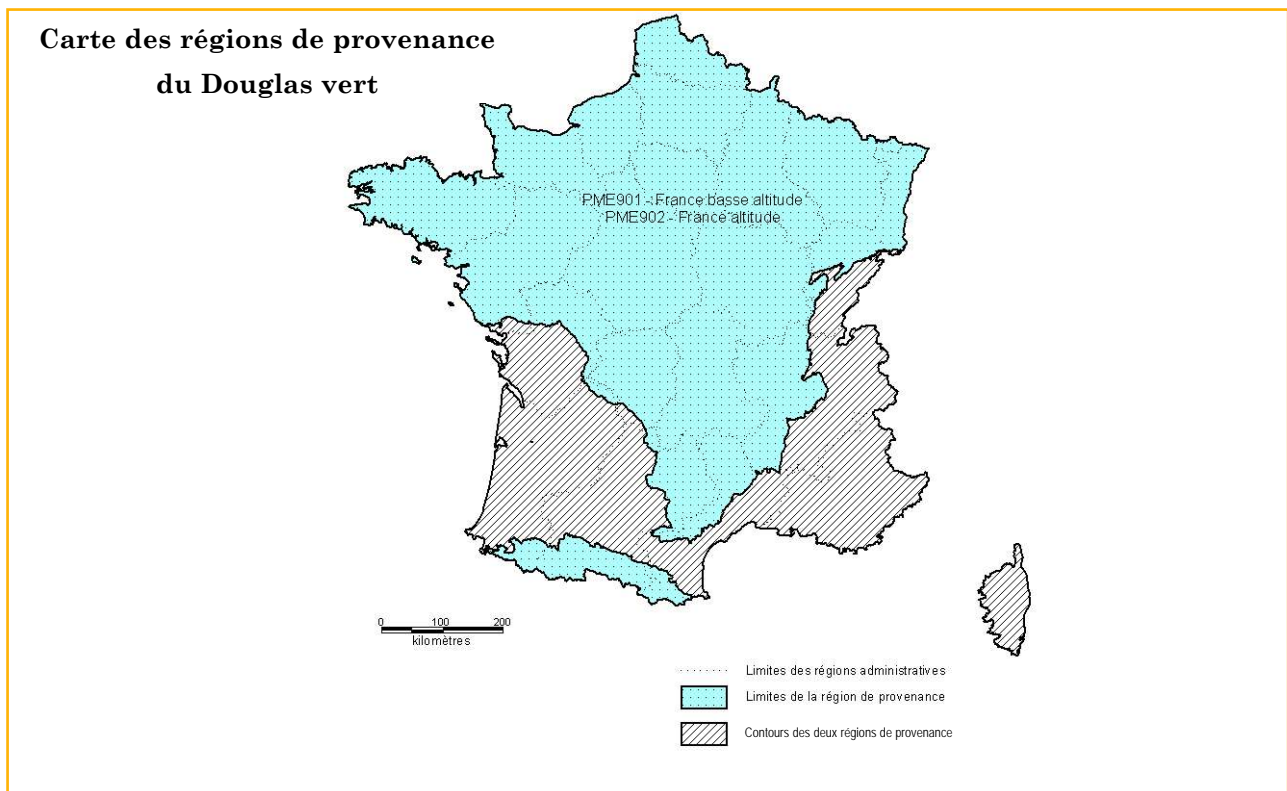 Carte des régions de provenance
du Douglas vert
PME901 - France basse altitude
PME902 - France altitude
0 100 200
kilomètres
Limites des régions administratives
Limites de la région de provenance
Contours des deux régions de provenance